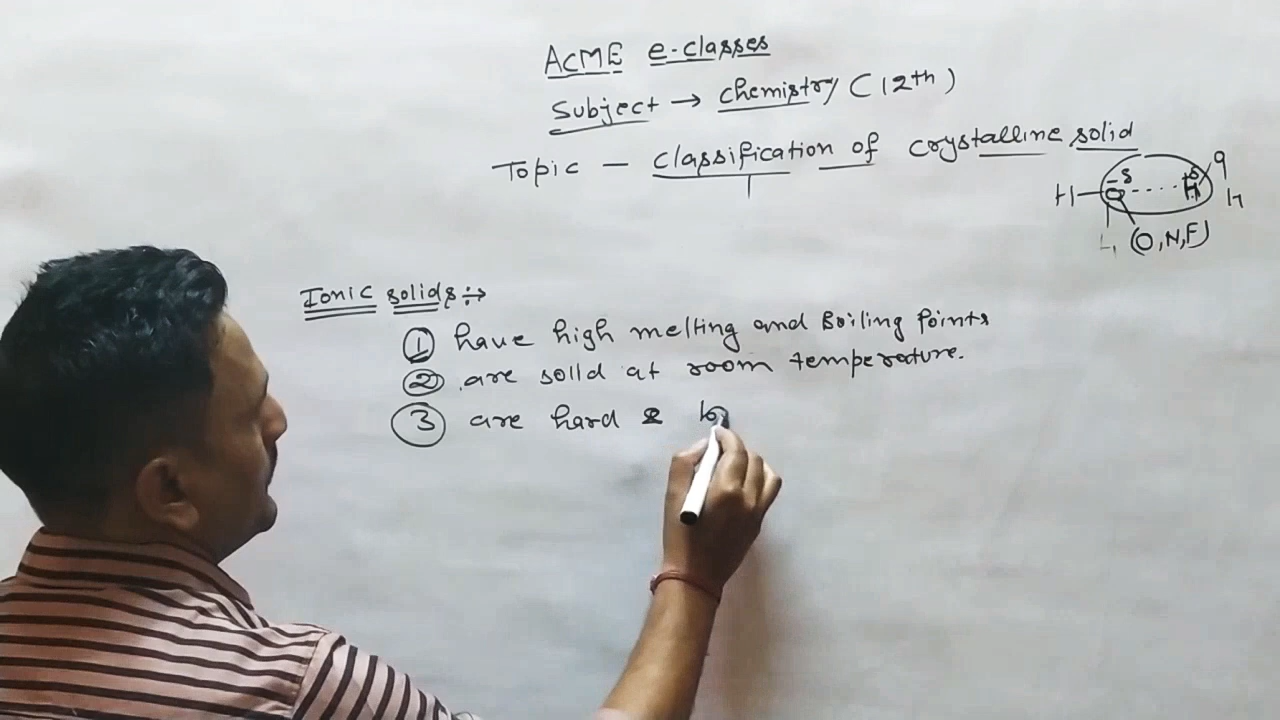 ACME e-classes
Subject → chemistry (12th)
Topic — classification of crystalline solid
H
-δ
+δ
H
(O,N,F)
Ionic solids:→
① have high melting and Boiling Points
② are solld at room temperature.
③ are hard & b